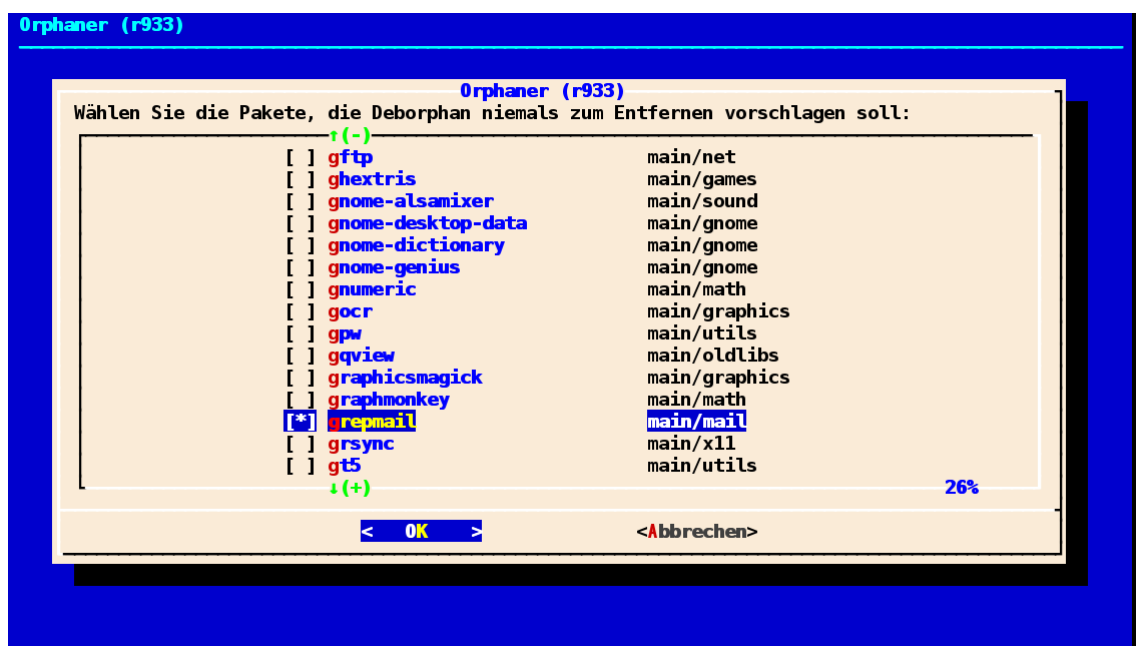 Orphaner (r933)
Orphaner (r933)
Wählen Sie die Pakete, die Deborphan niemals zum Entfernen vorschlagen soll:
↑(-)
[ ] gftp main/net
[ ] ghextris main/games
[ ] gnome-alsamixer main/sound
[ ] gnome-desktop-data main/gnome
[ ] gnome-dictionary main/gnome
[ ] gnome-genius main/gnome
[ ] gnumeric main/math
[ ] gocr main/graphics
[ ] gpw main/utils
[ ] gqview main/oldlibs
[ ] graphicsmagick main/graphics
[ ] graphmonkey main/math
[*] grepmail main/mail
[ ] grsync main/x11
[ ] gt5 main/utils
↓(+) 26%
< OK > <Abbrechen>